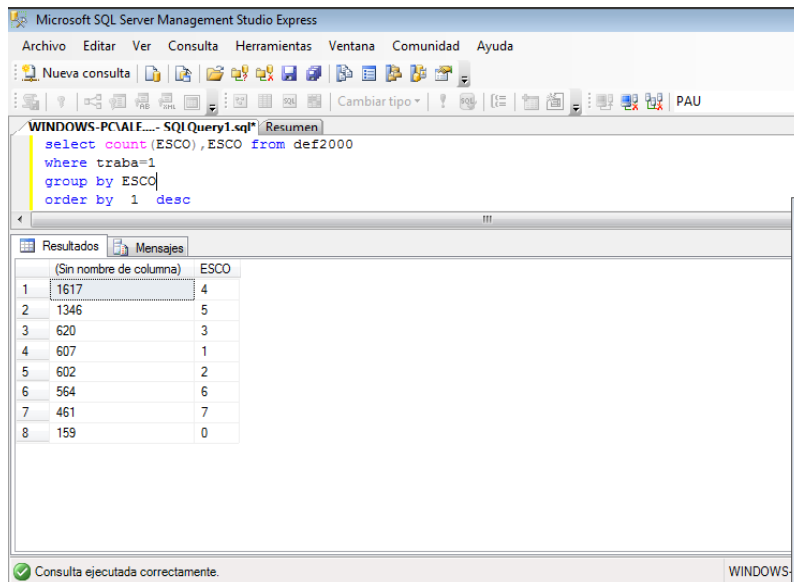 Microsoft SQL Server Management Studio Express
Archivo Editar Ver Consulta Herramientas Ventana Comunidad Ayuda
Nueva consulta
Cambiar tipo PAU
WINDOWS-PC\ALE....- SQLQuery1.sql* Resumen
select count(ESCO),ESCO from def2000
where traba=1
group by ESCO
order by 1 desc
Resultados Mensajes
(Sin nombre de columna) ESCO
1 1617 4
2 1346 5
3 620 3
4 607 1
5 602 2
6 564 6
7 461 7
8 159 0
Consulta ejecutada correctamente. WINDOWS-